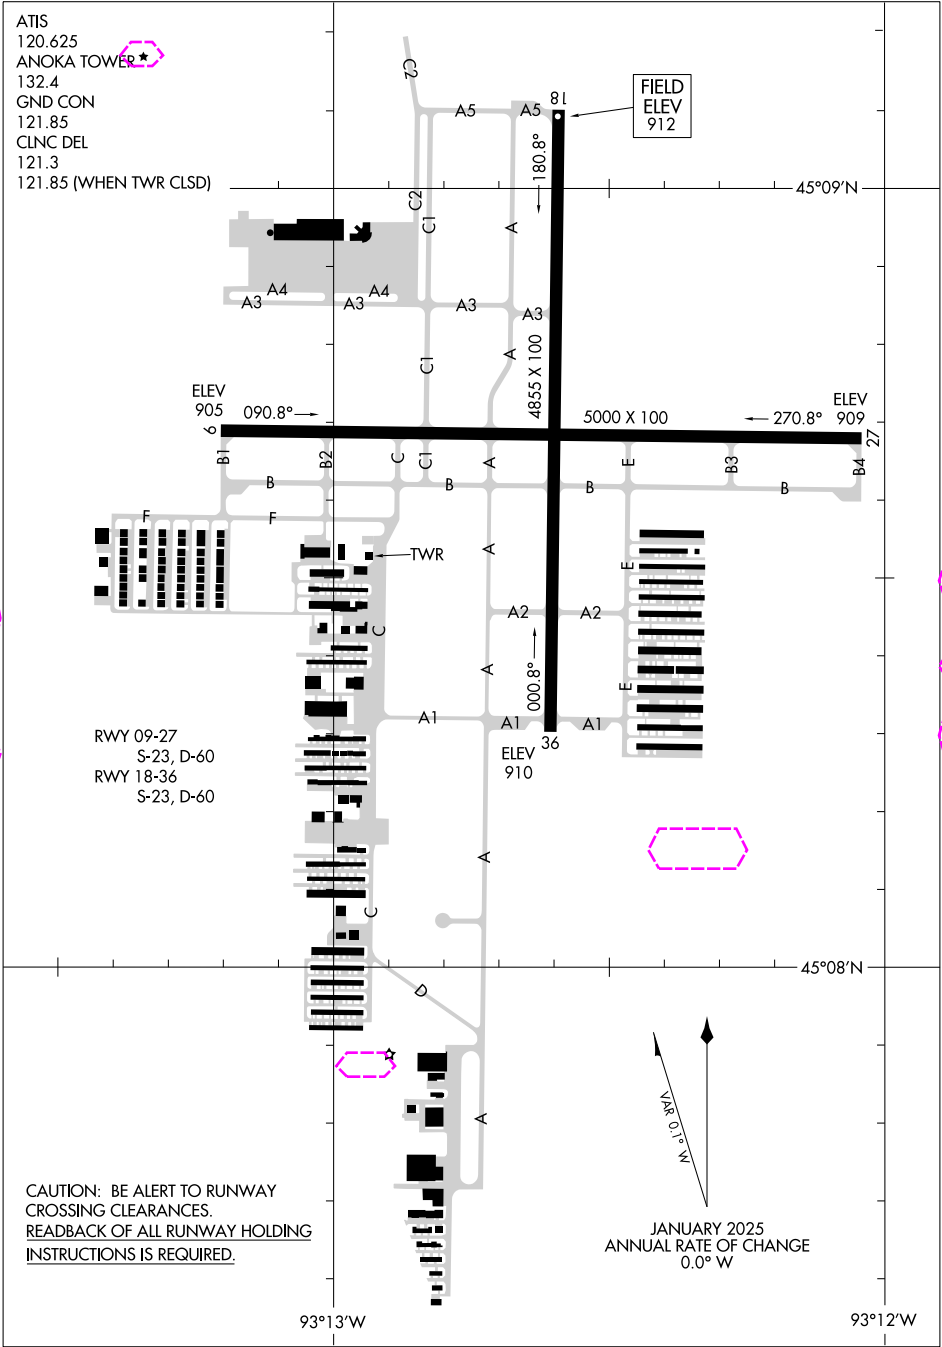 ATIS
120.625
ANOKA TOWER
132.4
GND CON
121.85
CLNC DEL
121.3
121.85 (WHEN TWR CLSD)
C2
A5
A5
18
FIELD
ELEV
912
180.8°
45°09'N
C2
C1
A
A4
A4
A3
A3
A3
A3
C1
A
4855 X 100
ELEV
905
090.8°
5000 X 100
270.8°
ELEV
909
9
27
B1
B2
C
C1
A
E
B3
B4
B
B
B
B
F
F
TWR
A
E
A2
A2
C
000.8°
A
E
A1
A1
A1
36
ELEV
910
RWY 09-27
S-23, D-60
RWY 18-36
S-23, D-60
A
C
45°08'N
D
A
VAR 0.1° W
JANUARY 2025
ANNUAL RATE OF CHANGE
0.0° W
CAUTION: BE ALERT TO RUNWAY
CROSSING CLEARANCES.
READBACK OF ALL RUNWAY HOLDING
INSTRUCTIONS IS REQUIRED.
93°13'W
93°12'W